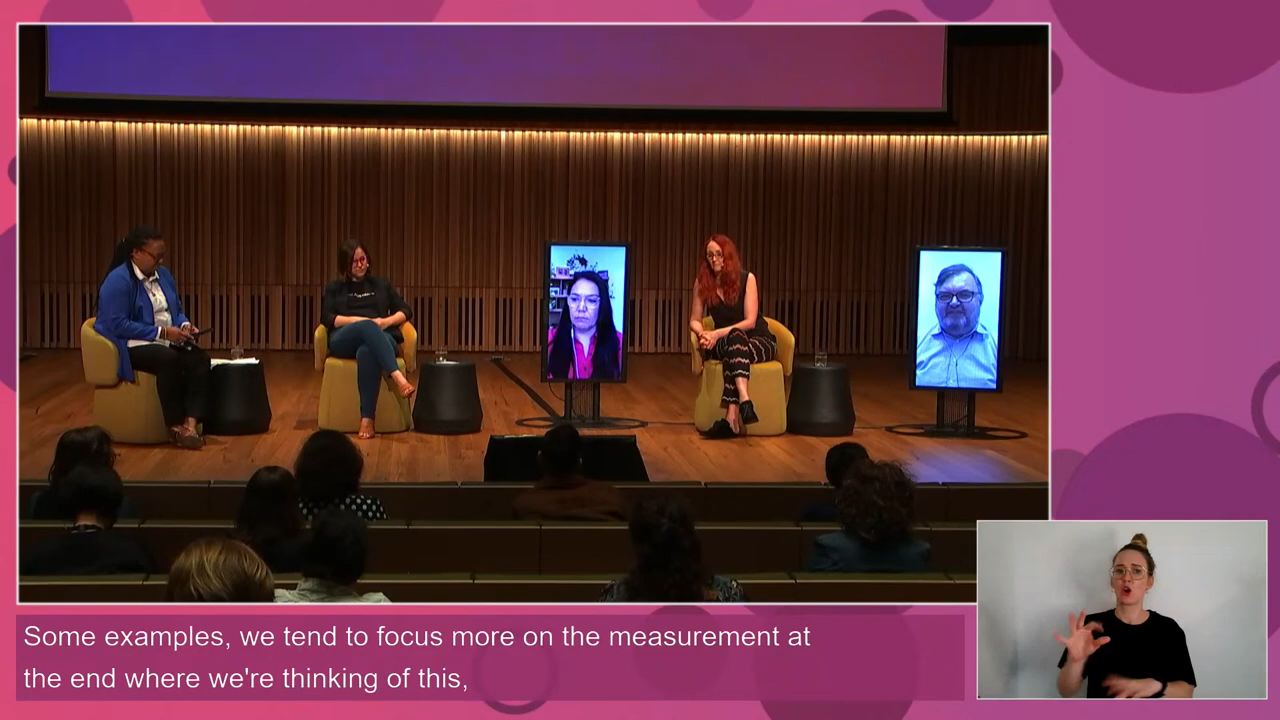 Some examples, we tend to focus more on the measurement at
the end where we're thinking of this,